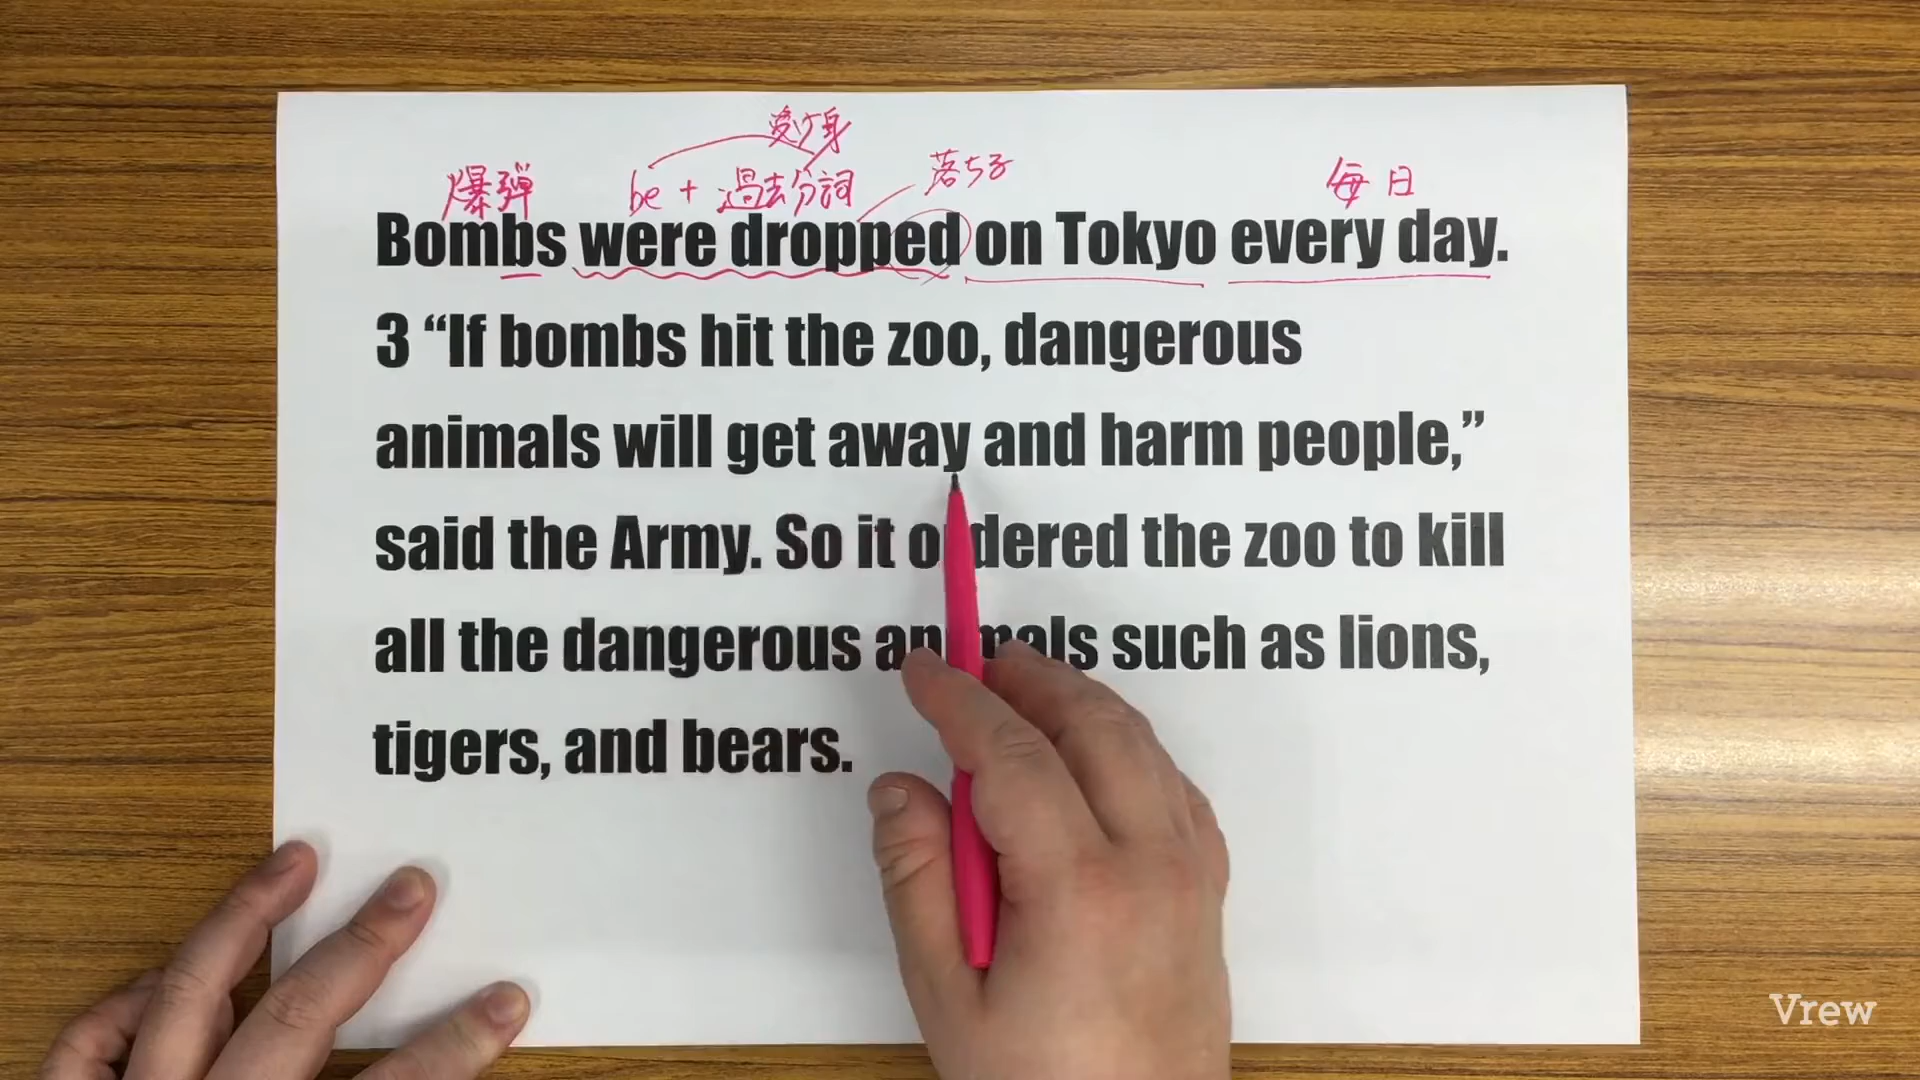 受け身
爆弾 be + 過去分詞 落ちる 毎日
Bombs were dropped on Tokyo every day.
3 “If bombs hit the zoo, dangerous
animals will get away and harm people,”
said the Army. So it ordered the zoo to kill
all the dangerous animals such as lions,
tigers, and bears.
Vrew